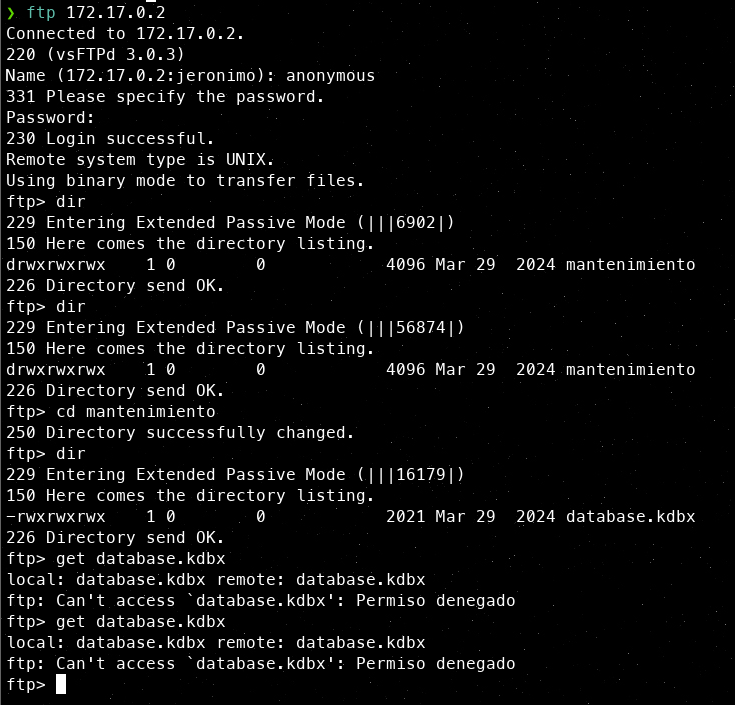 ❯ ftp 172.17.0.2
Connected to 172.17.0.2.
220 (vsFTPd 3.0.3)
Name (172.17.0.2:jeronimo): anonymous
331 Please specify the password.
Password:
230 Login successful.
Remote system type is UNIX.
Using binary mode to transfer files.
ftp> dir
229 Entering Extended Passive Mode (|||6902|)
150 Here comes the directory listing.
drwxrwxrwx    1 0        0            4096 Mar 29  2024 mantenimiento
226 Directory send OK.
ftp> dir
229 Entering Extended Passive Mode (|||56874|)
150 Here comes the directory listing.
drwxrwxrwx    1 0        0            4096 Mar 29  2024 mantenimiento
226 Directory send OK.
ftp> cd mantenimiento
250 Directory successfully changed.
ftp> dir
229 Entering Extended Passive Mode (|||16179|)
150 Here comes the directory listing.
-rwxrwxrwx    1 0        0            2021 Mar 29  2024 database.kdbx
226 Directory send OK.
ftp> get database.kdbx
local: database.kdbx remote: database.kdbx
ftp: Can't access `database.kdbx': Permiso denegado
ftp> get database.kdbx
local: database.kdbx remote: database.kdbx
ftp: Can't access `database.kdbx': Permiso denegado
ftp>